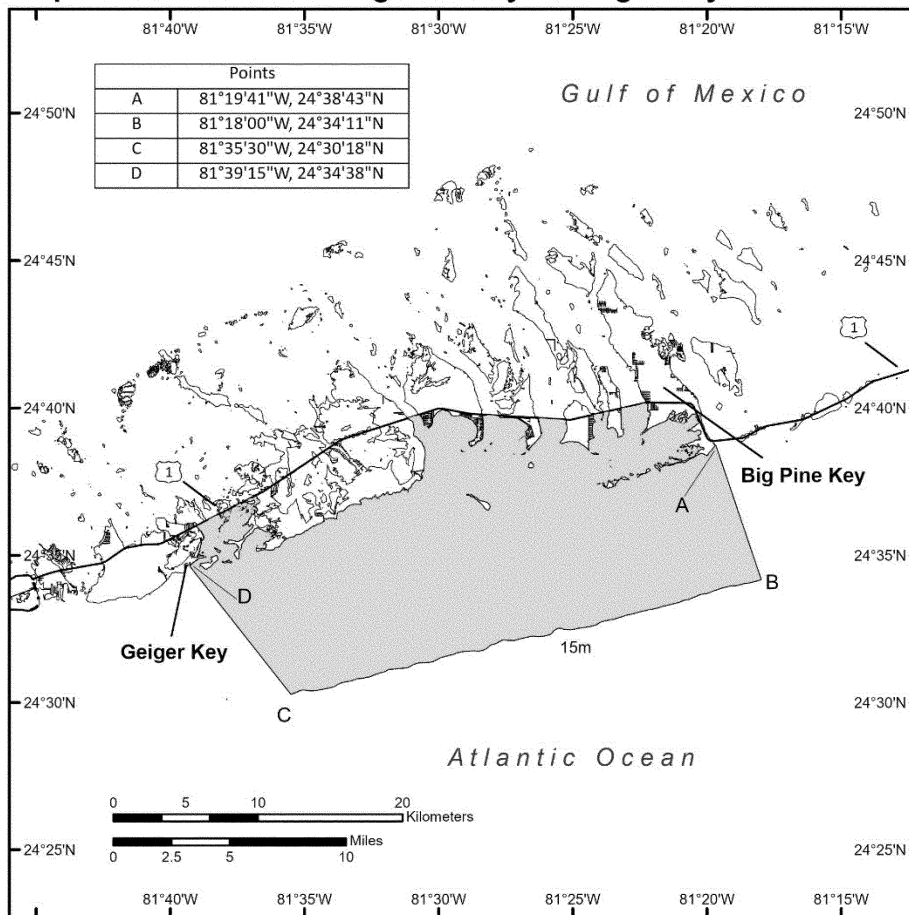 81°40'W 81°30'W 81°20'W 81°15'W
Points
A 81°19'41"W, 24°38'43"N
B 81°18'00"W, 24°34'11"N
C 81°35'30"W, 24°30'18"N
D 81°39'15"W, 24°34'38"N
Gulf of Mexico
24°50'N 24°50'N
24°45'N 24°45'N
1
24°40'N 24°40'N
Big Pine Key
1
A
24°35'N 24°35'N
B
D
Geiger Key
15m
24°30'N 24°30'N
C
Atlantic Ocean
0 5 10 20
Kilometers
Miles
0 2.5 5 10
24°25'N 24°25'N
81°40'W 81°35'W 81°30'W 81°25'W 81°20'W 81°15'W